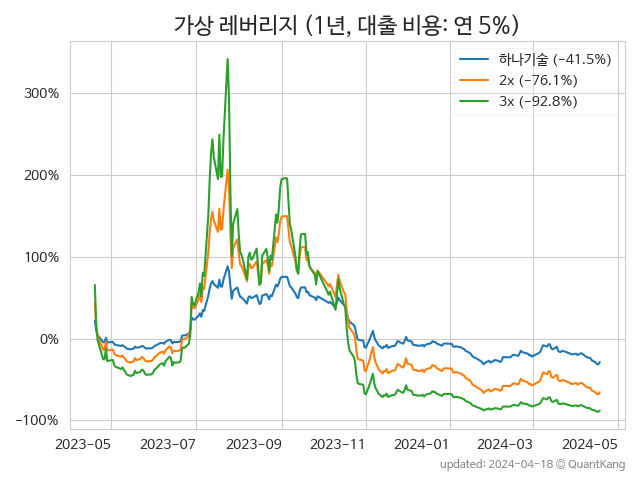 가상 레버리지 (1년, 대출 비용: 연 5%)
하나기술 (-41.5%)
2x (-76.1%)
3x (-92.8%)
300%
200%
100%
0%
-100%
2023-05 2023-07 2023-09 2023-11 2024-01 2024-03 2024-05
updated: 2024-04-18 © QuantKang